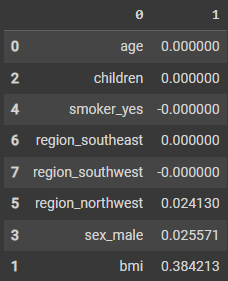 0 1
0 age 0.000000
2 children 0.000000
4 smoker_yes -0.000000
6 region_southeast 0.000000
7 region_southwest -0.000000
5 region_northwest 0.024130
3 sex_male 0.025571
1 bmi 0.384213